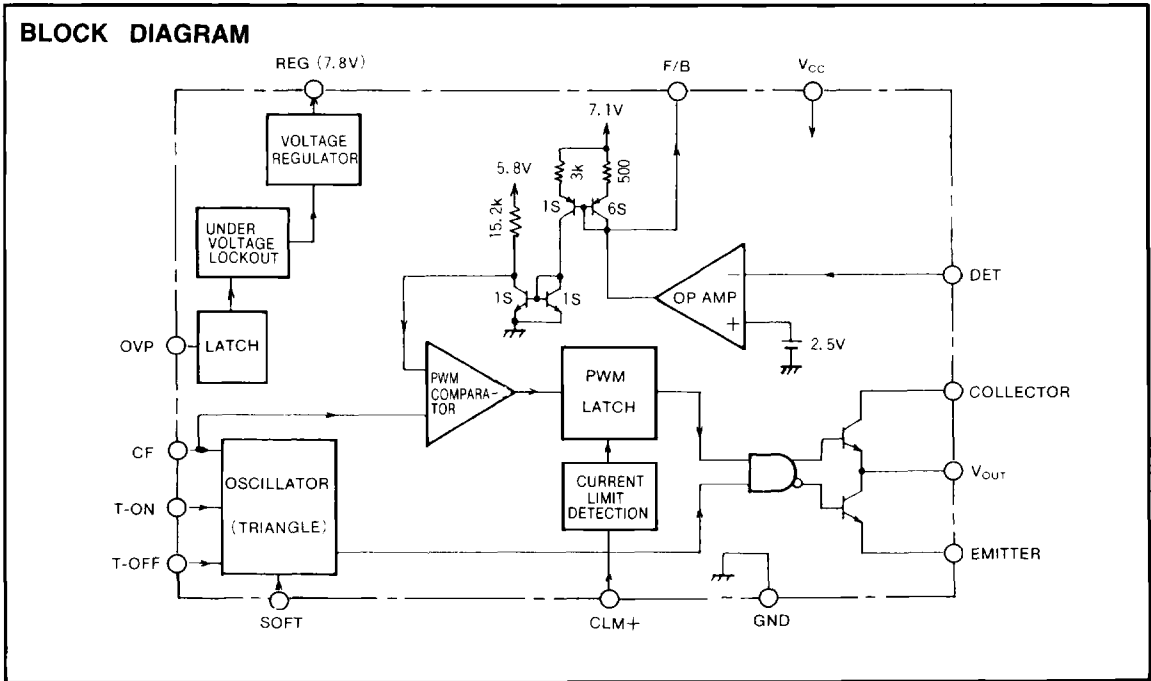 BLOCK DIAGRAM
REG (7.8V)
F/B
VCC
VOLTAGE
REGULATOR
7.1V
3k
500
5.8V
15.2k
1S
6S
UNDER
VOLTAGE
LOCKOUT
1S
1S
OP AMP
−
+
DET
2.5V
OVP
LATCH
PWM
COMPARA-
TOR
PWM
LATCH
COLLECTOR
CF
OSCILLATOR
(TRIANGLE)
CURRENT
LIMIT
DETECTION
VOUT
T-ON
T-OFF
EMITTER
SOFT
CLM+
GND